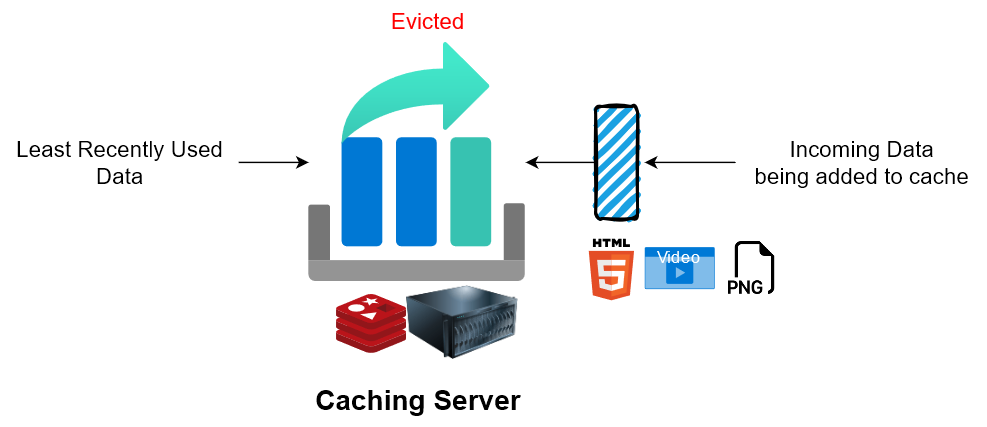 Evicted
Least Recently Used
Data
Incoming Data
being added to cache
HTML
5
Video
PNG
Caching Server